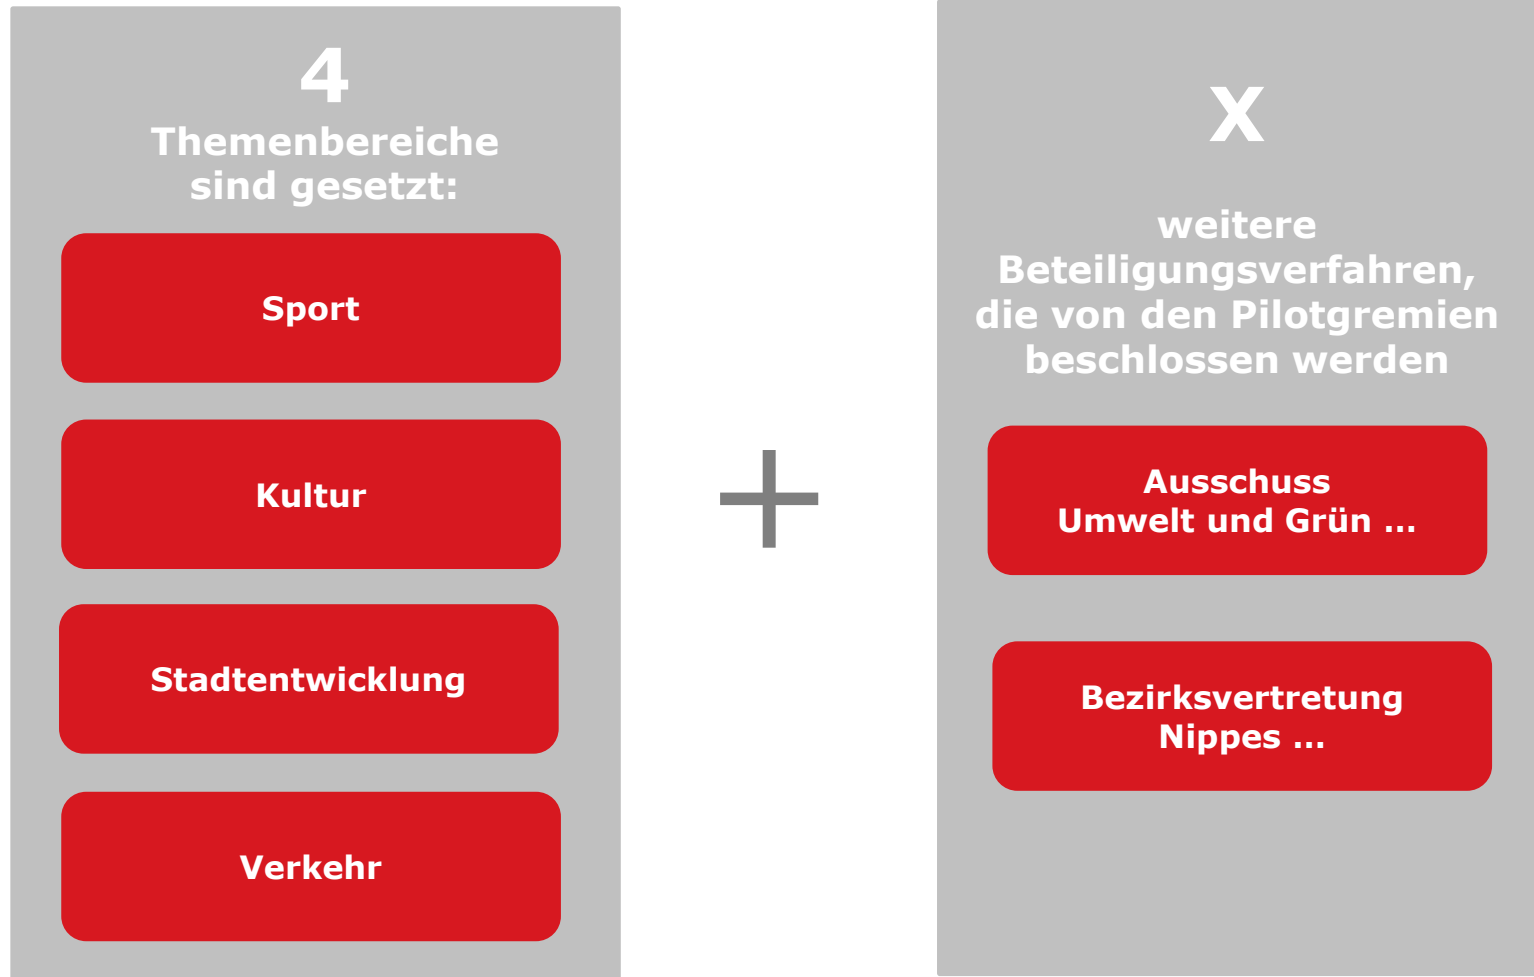 4
Themenbereiche
sind gesetzt:
Sport
Kultur
Stadtentwicklung
Verkehr
+
X
weitere
Beteiligungsverfahren,
die von den Pilotgremien
beschlossen werden
Ausschuss
Umwelt und Grün ...
Bezirksvertretung
Nippes ...